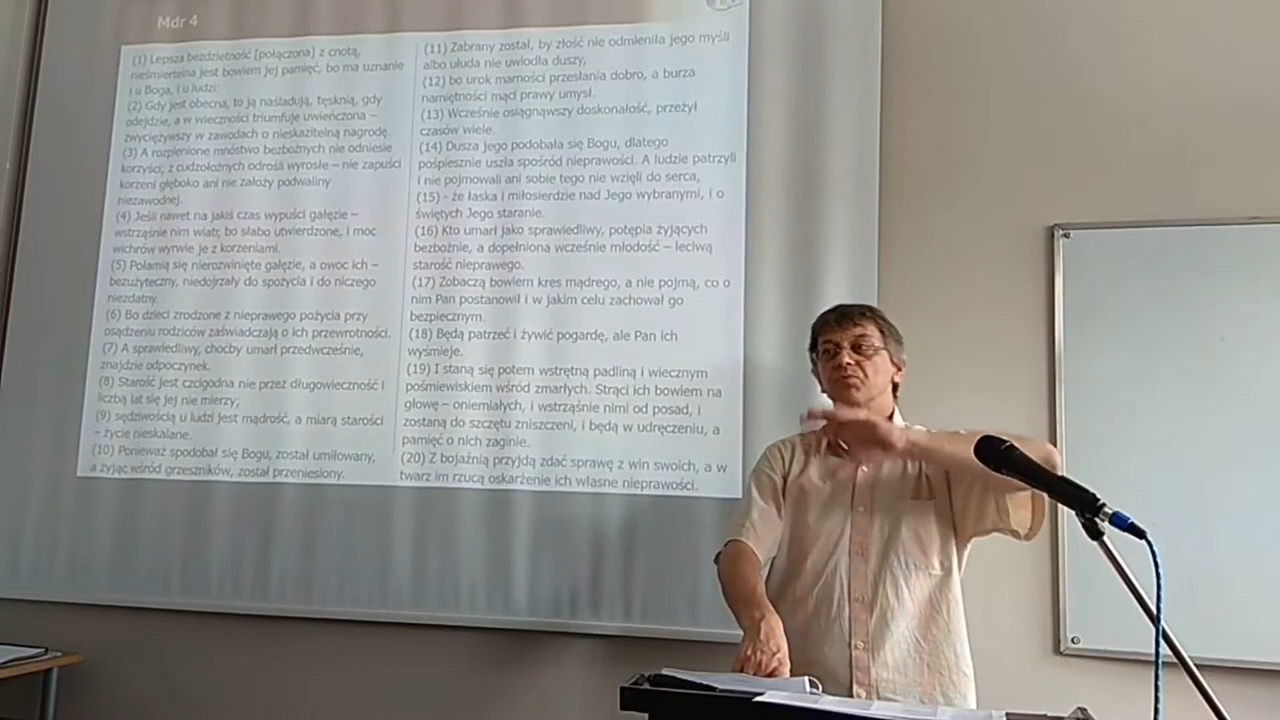 Mdr 4
(1) Lepsza bezdzietność [połączona] z cnotą,
nieśmiertelna jest bowiem jej pamięć, bo ma uznanie
i u Boga, i u ludzi:
(2) Gdy jest obecna, to ją naśladują, tęsknią, gdy
odejdzie, a w wieczności triumfuje uwieńczona –
zwyciężywszy w zawodach o nieskazitelną nagrodę.
(3) A rozplenione mnóstwo bezbożnych nie odniesie
korzyści; z cudzołożnych odrośli wyrosłe – nie zapuści
korzeni głęboko ani nie założy podwaliny
niezawodnej.
(4) Jeśli nawet na jakiś czas wypuści gałęzie –
wstrząśnie nim wiatr, bo słabo utwierdzone, i moc
wichrów wyrwie je z korzeniami.
(5) Połamią się nierozwinięte gałęzie, a owoc ich –
bezużyteczny, niedojrzały do spożycia i do niczego
niezdatny.
(6) Bo dzieci zrodzone z nieprawego pożycia przy
osądzeniu rodziców zaświadczają o ich przewrotności.
(7) A sprawiedliwy, choćby umarł przedwcześnie,
znajdzie odpoczynek.
(8) Starość jest czcigodna nie przez długowieczność i
liczbą lat się jej nie mierzy;
(9) sędziwością u ludzi jest mądrość, a miarą starości
– życie nieskalane.
(10) Ponieważ spodobał się Bogu, został umiłowany,
a żyjąc wśród grzeszników, został przeniesiony.
(11) Zabrany został, by złość nie odmieniła jego myśli
albo ułuda nie uwiodła duszy,
(12) bo urok marności przesłania dobro, a burza
namiętności mąci prawy umysł.
(13) Wcześnie osiągnąwszy doskonałość, przeżył
czasów wiele.
(14) Dusza jego podobała się Bogu, dlatego
pośpiesznie uszła spośród nieprawości. A ludzie patrzyli
i nie pojmowali ani sobie tego nie wzięli do serca,
(15) - że łaska i miłosierdzie nad Jego wybranymi, i o
świętych Jego staranie.
(16) Kto umarł jako sprawiedliwy, potępia żyjących
bezbożnie, a dopełniona wcześnie młodość – leciwą
starość nieprawego.
(17) Zobaczą bowiem kres mądrego, a nie pojmą, co o
nim Pan postanowił i w jakim celu zachował go
bezpiecznym.
(18) Będą patrzeć i żywić pogardę, ale Pan ich
wyśmieje.
(19) I staną się potem wstrętną padliną i wiecznym
pośmiewiskiem wśród zmarłych. Strąci ich bowiem na
głowę – oniemiałych, i wstrząśnie nimi od posad, i
zostaną do szczętu zniszczeni, i będą w udręczeniu, a
pamięć o nich zaginie.
(20) Z bojaźnią przyjdą zdać sprawę z win swoich, a w
twarz im rzucą oskarżenie ich własne nieprawości.